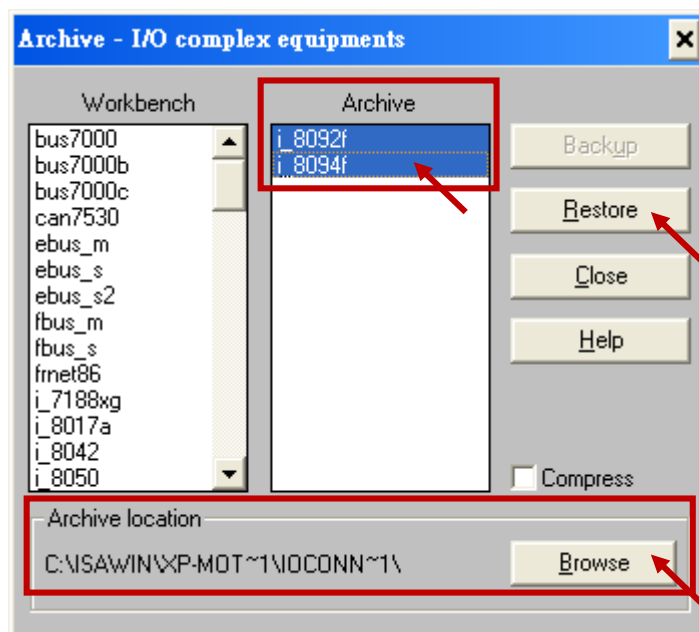 Archive - I/O complex equipments
Workbench
bus7000
bus7000b
bus7000c
can7530
ebus_m
ebus_s
ebus_s2
fbus_m
fbus_s
frnet86
i_7188xg
i_8017a
i_8042
i_8050
Archive
i_8092f
i_8094f
Backup
Restore
Close
Help
Compress
Archive location
C:\ISAWIN\XP-MOT~1\IOCONN~1\
Browse